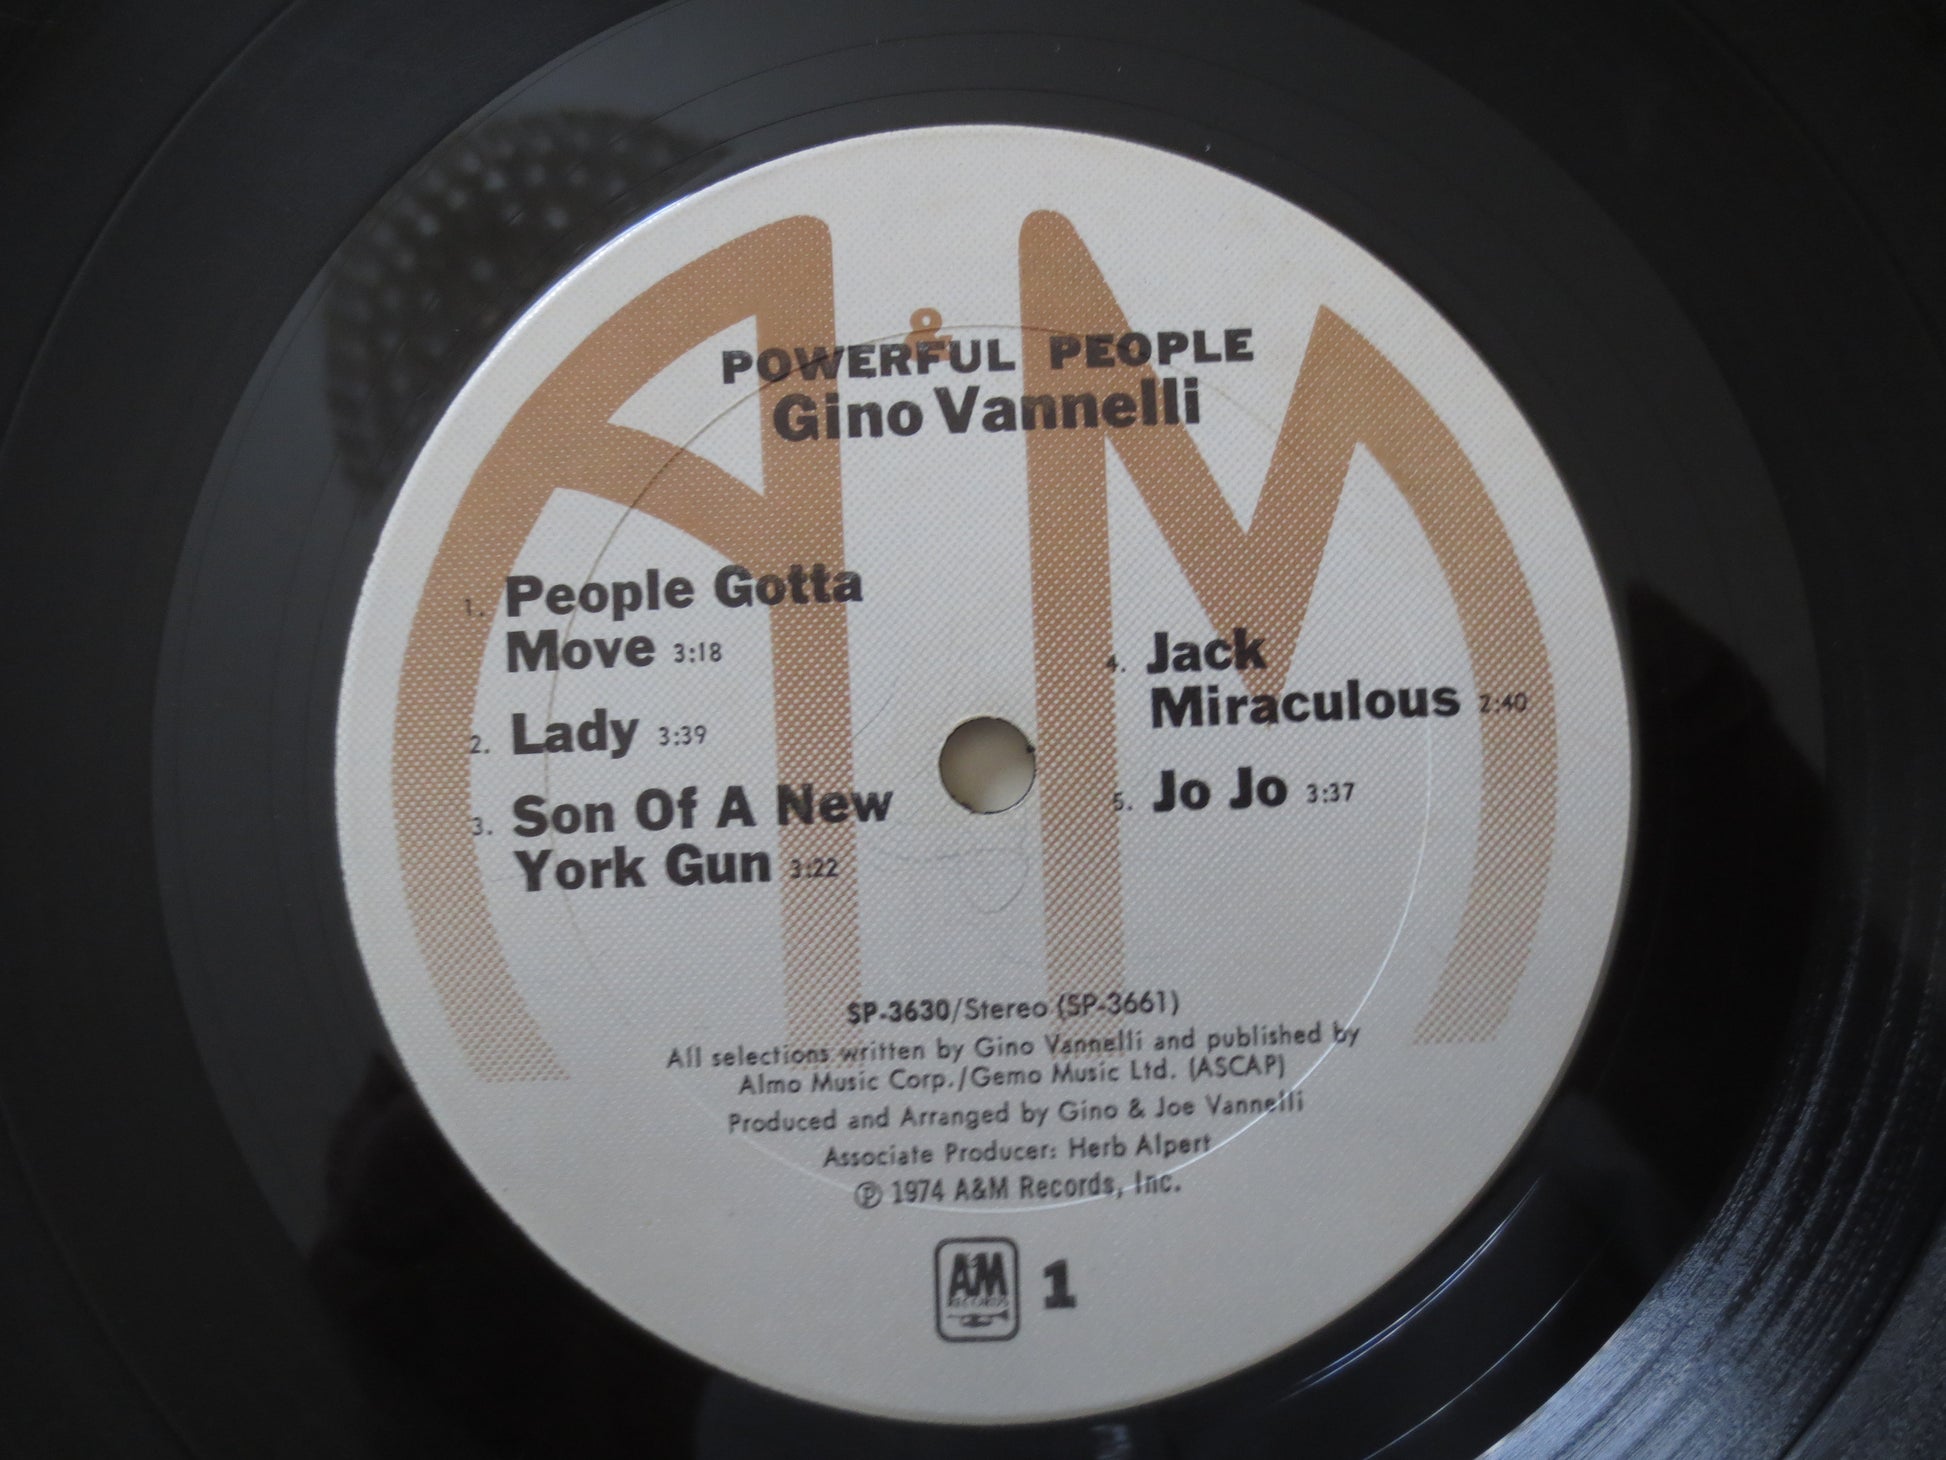 A & M
POWERFUL PEOPLE
Gino Vannelli
1. People Gotta
Move 3:18
2. Lady 3:39
3. Son Of A New
York Gun 3:22
4. Jack
Miraculous 2:40
5. Jo Jo 3:37
SP-3630/Stereo (SP-3661)
All selections written by Gino Vannelli and published by
Almo Music Corp./Gemo Music Ltd. (ASCAP)
Produced and Arranged by Gino & Joe Vannelli
Associate Producer: Herb Alpert
℗ 1974 A&M Records, Inc.
A&M
RECORDS
1